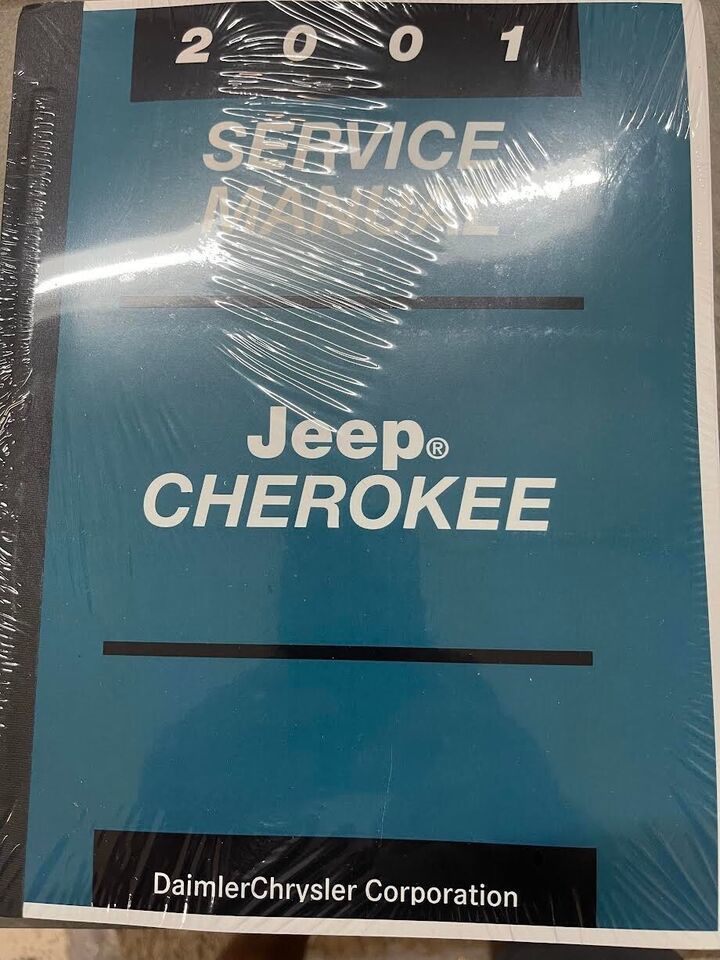 2001
SERVICE
MANUAL
Jeep®
CHEROKEE
DaimlerChrysler Corporation